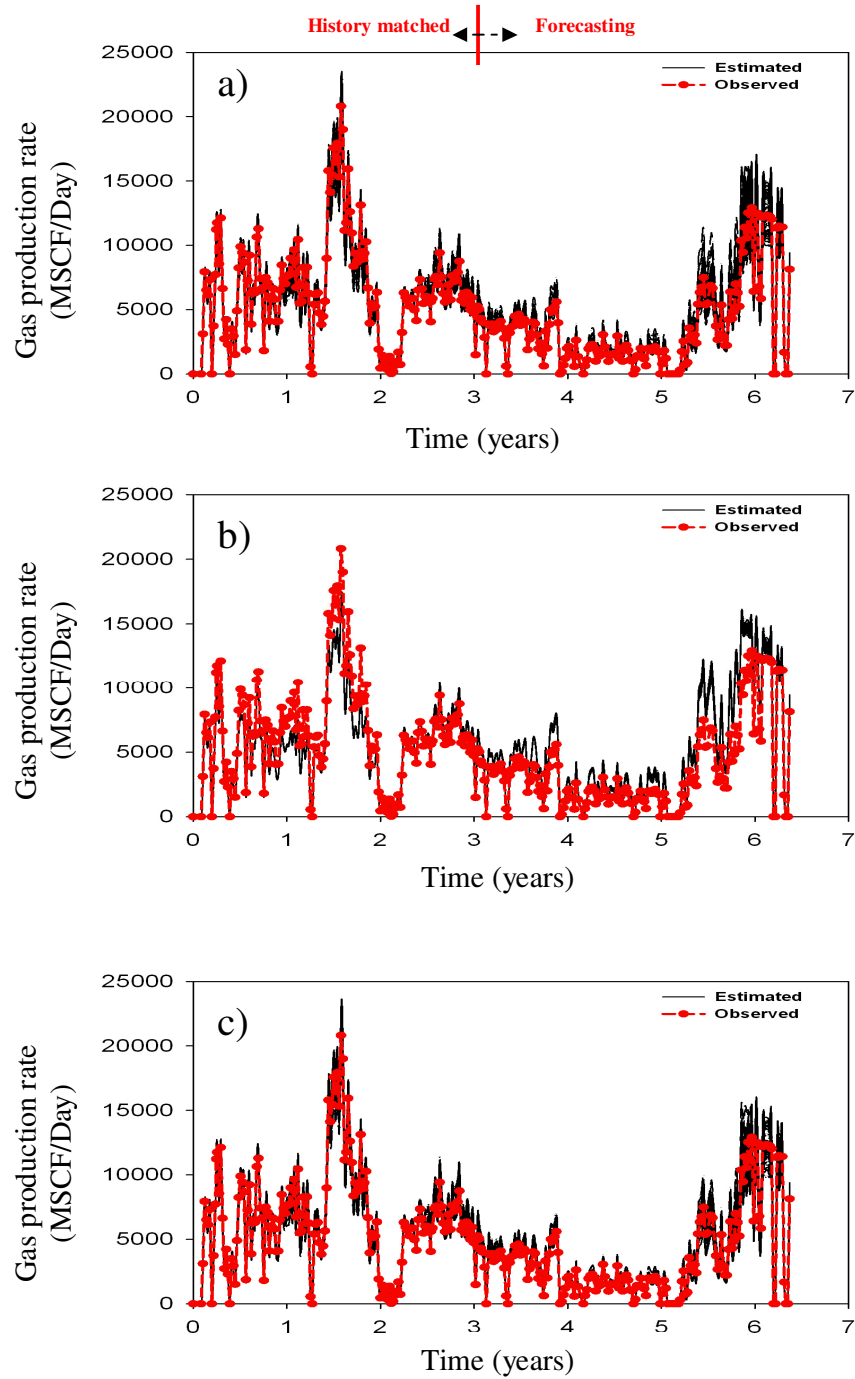 History matched Forecasting
25000
20000
15000
10000
5000
0
a)
Estimated
Observed
Gas production rate
(MSCF/Day)
0 1 2 3 4 5 6 7
Time (years)
25000
20000
15000
10000
5000
0
b)
Estimated
Observed
Gas production rate
(MSCF/Day)
0 1 2 3 4 5 6 7
Time (years)
25000
20000
15000
10000
5000
0
c)
Estimated
Observed
Gas production rate
(MSCF/Day)
0 1 2 3 4 5 6 7
Time (years)